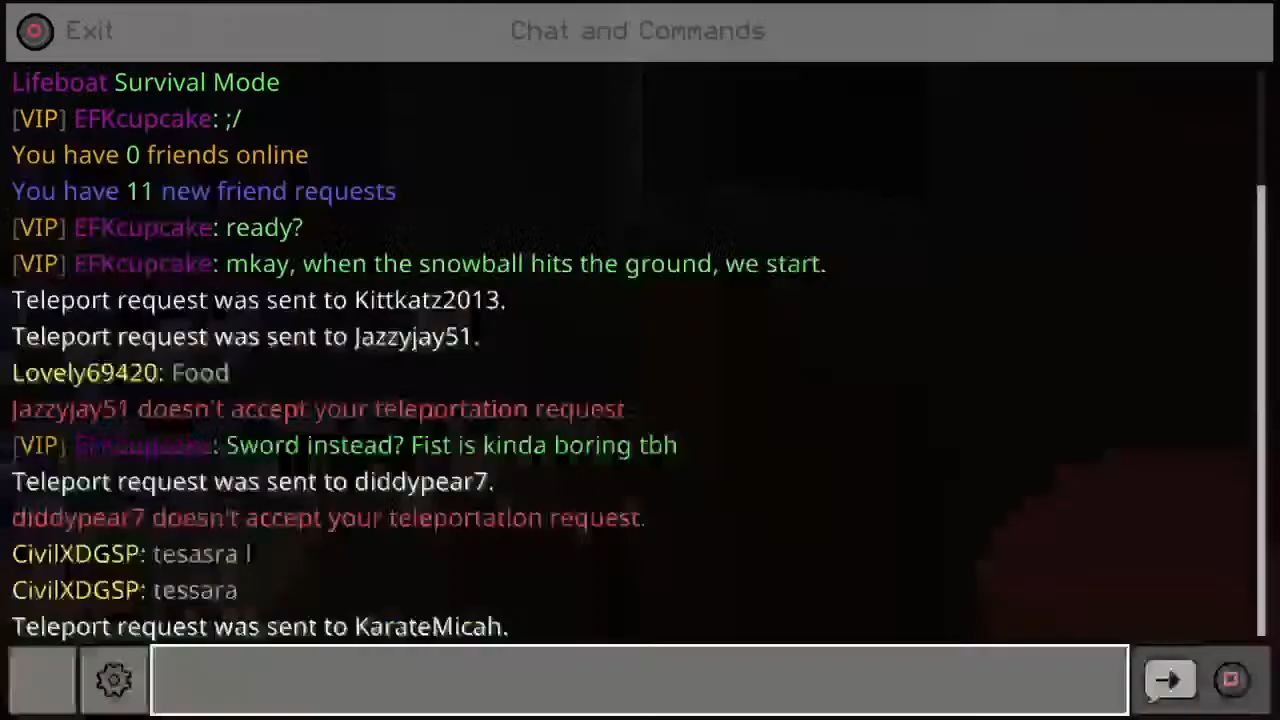 Exit
Chat and Commands
Lifeboat Survival Mode
[VIP] EFKcupcake: ;/
You have 0 friends online
You have 11 new friend requests
[VIP] EFKcupcake: ready?
[VIP] EFKcupcake: mkay, when the snowball hits the ground, we start.
Teleport request was sent to Kittkatz2013.
Teleport request was sent to Jazzyjay51.
Lovely69420: Food
Jazzyjay51 doesn't accept your teleportation request.
[VIP] EFKcupcake: Sword instead? Fist is kinda boring tbh
Teleport request was sent to diddypear7.
diddypear7 doesn't accept your teleportation request.
CivilXDGSP: tesasra l
CivilXDGSP: tessara
Teleport request was sent to KarateMicah.